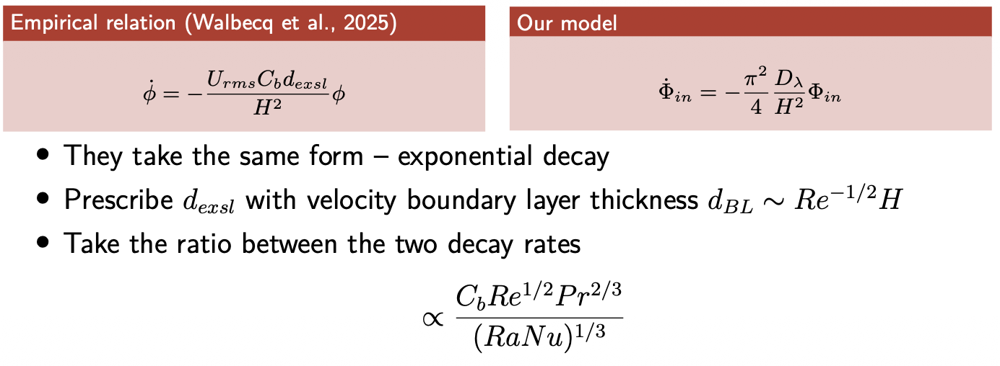 Empirical relation (Walbecq et al., 2025)
$\dot{\phi} = -\frac{U_{rms}C_b d_{exsl}}{H^2}\phi$
Our model
$\dot{\Phi}_{in} = -\frac{\pi^2}{4}\frac{D_\lambda}{H^2}\Phi_{in}$
• They take the same form – exponential decay
• Prescribe $d_{exsl}$ with velocity boundary layer thickness $d_{BL} \sim Re^{-1/2}H$
• Take the ratio between the two decay rates
$\propto \frac{C_b Re^{1/2} Pr^{2/3}}{(RaNu)^{1/3}}$